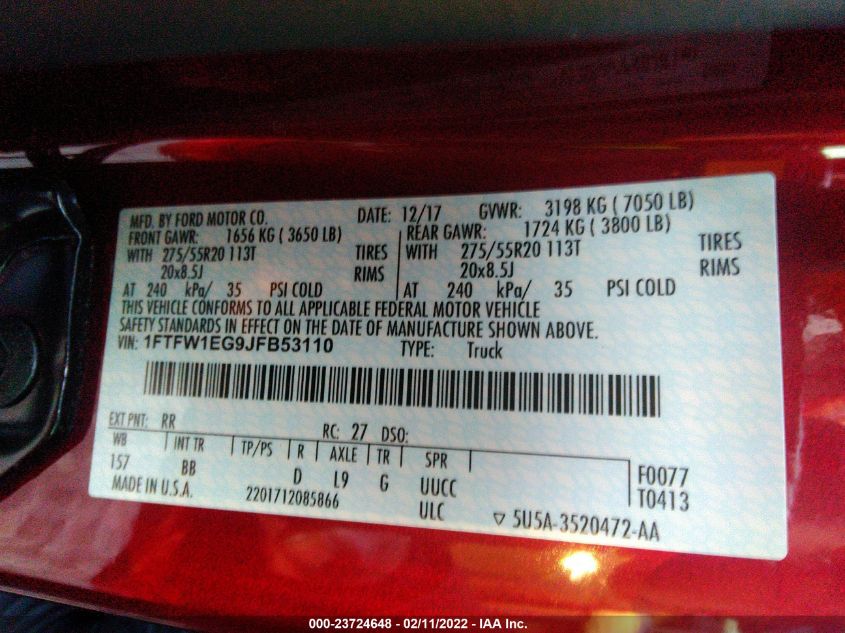 MFD. BY FORD MOTOR CO. DATE: 12/17 GVWR: 3198 KG ( 7050 LB)
FRONT GAWR: 1656 KG ( 3650 LB) REAR GAWR: 1724 KG ( 3800 LB)
WITH 275/55R20 113T TIRES WITH 275/55R20 113T TIRES
20x8.5J RIMS 20x8.5J RIMS
AT 240 kPa/ 35 PSI COLD AT 240 kPa/ 35 PSI COLD
THIS VEHICLE CONFORMS TO ALL APPLICABLE FEDERAL MOTOR VEHICLE
SAFETY STANDARDS IN EFFECT ON THE DATE OF MANUFACTURE SHOWN ABOVE.
VIN: 1FTFW1EG9JFB53110 TYPE: Truck
EXT PNT: RR RC: 27 DSO:
WB INT TR TP/PS R AXLE TR SPR
157 BB D L9 G UUCC F0077
MADE IN U.S.A. 2201712085866 ULC T0413
5U5A-3520472-AA
000-23724648 - 02/11/2022 - IAA Inc.